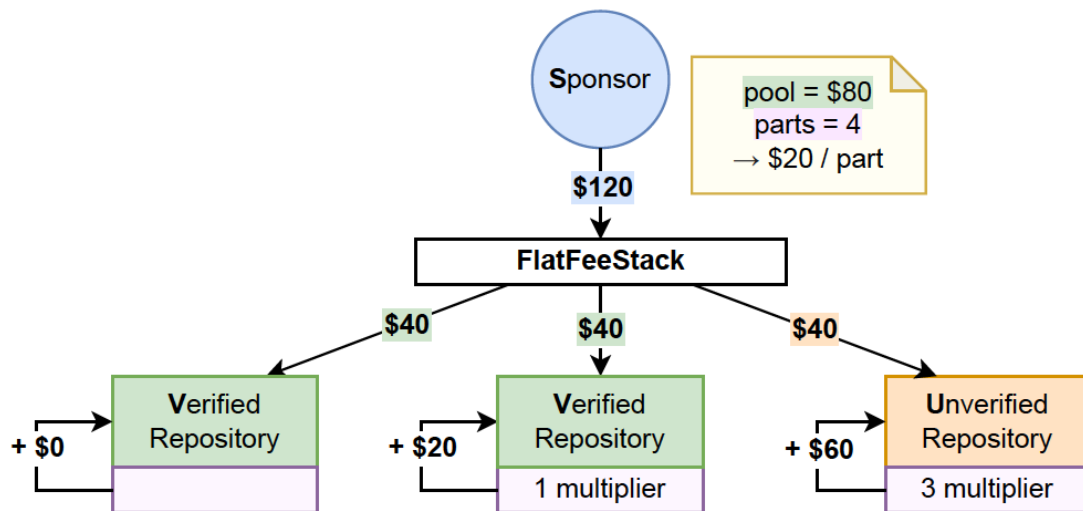 Sponsor
pool = $80
parts = 4
→ $20 / part
$120
FlatFeeStack
$40
$40
$40
Verified
Repository
+ $0
Verified
Repository
+ $20
1 multiplier
Unverified
Repository
+ $60
3 multiplier